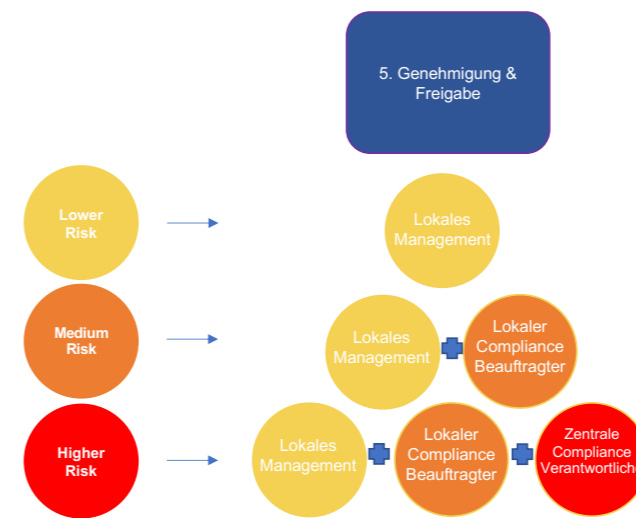 5. Genehmigung &
Freigabe
Lower
Risk
Lokales
Management
Medium
Risk
Lokales
Management
Lokaler
Compliance
Beauftragter
Higher
Risk
Lokales
Management
Lokaler
Compliance
Beauftragter
Zentrale
Compliance
Verantwortliche